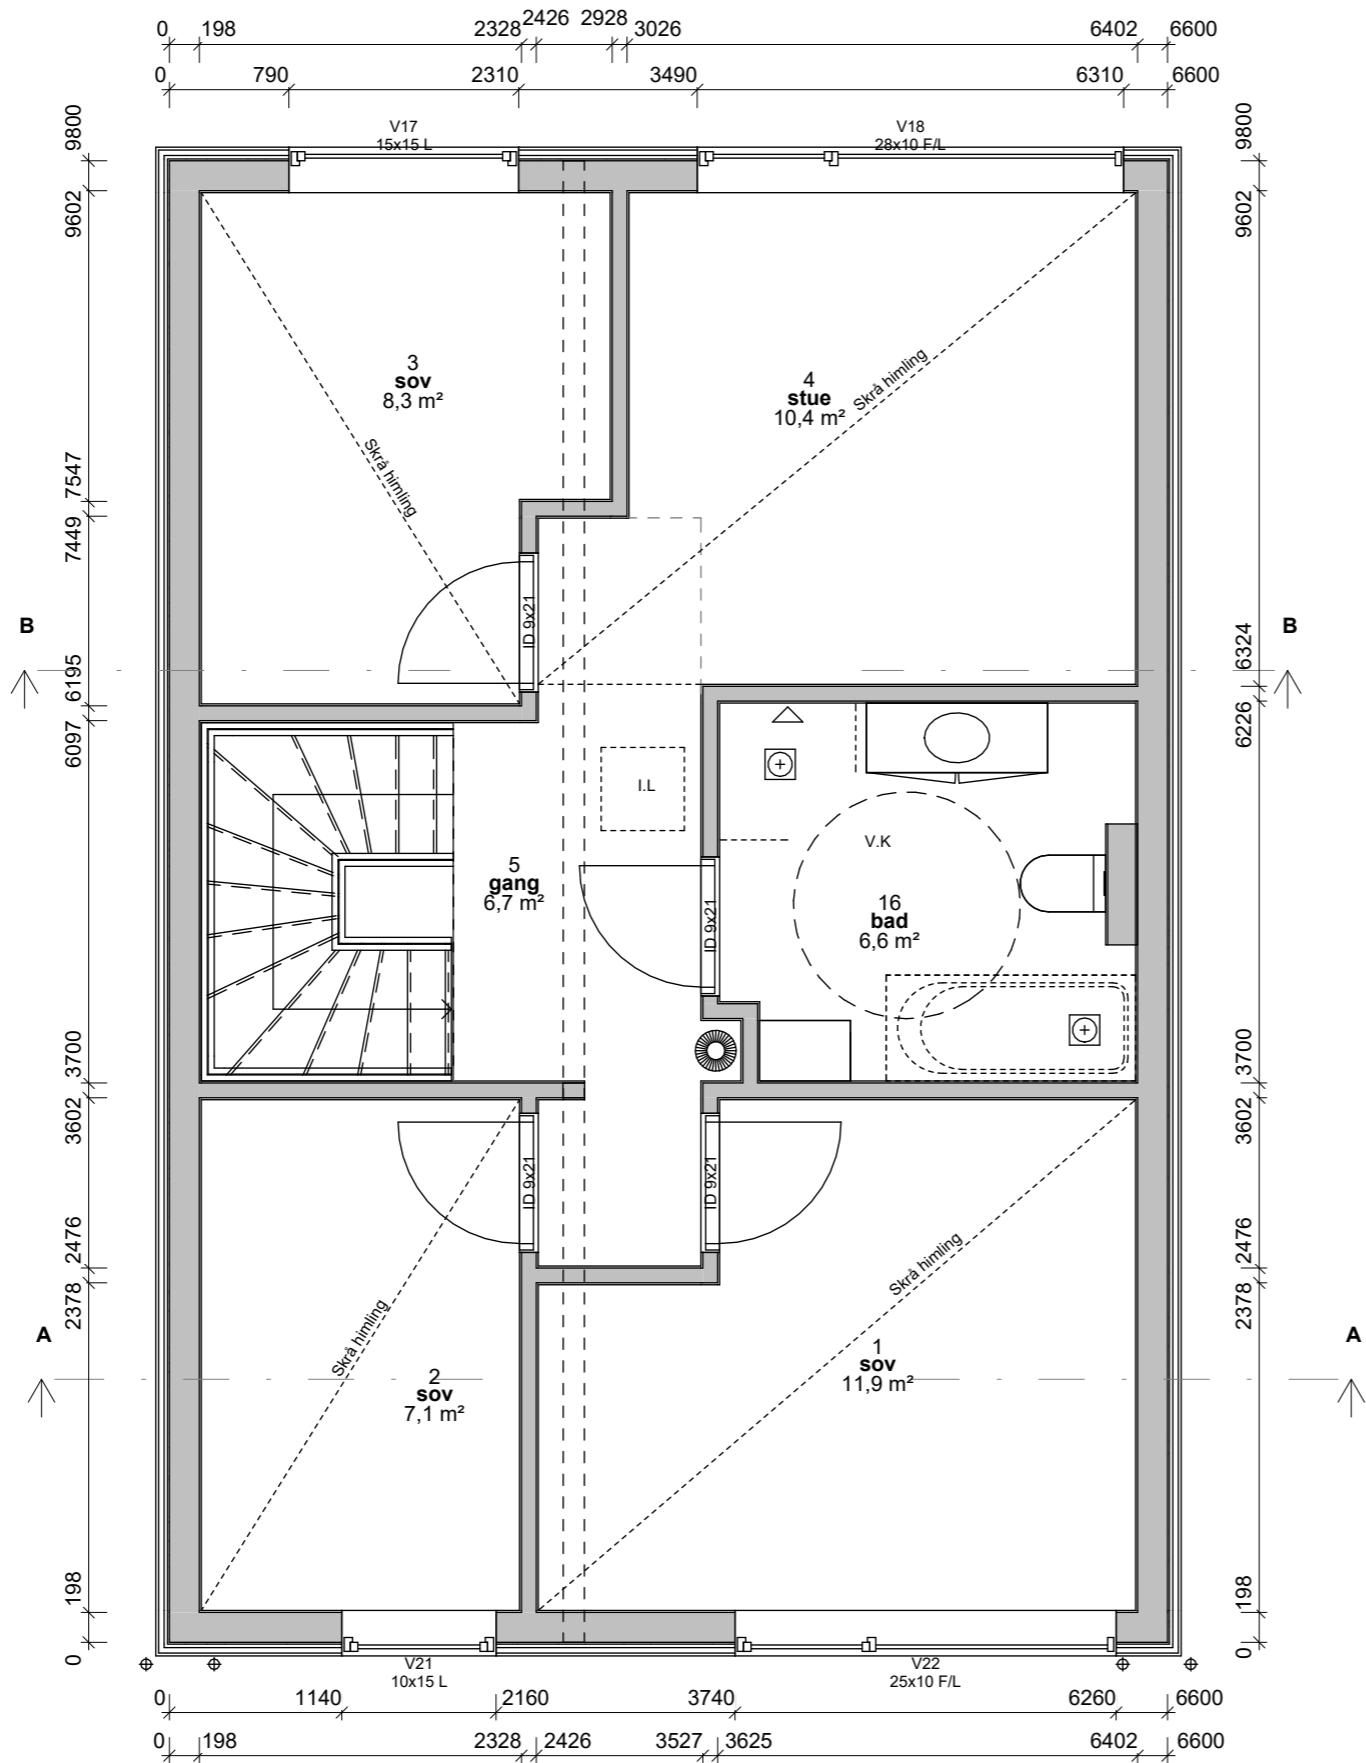 0 198 2328 2426 2928 3026 6402 6600
0 790 2310 3490 6310 6600
V17
15x15 L
V18
28x10 F/L
9800
9602
7547
7449
6195
6097
3700
3602
2476
2378
198
0
9800
9602
6324
6226
3700
3602
2476
2378
198
0
3
sov
8,3 m²
Skrå himling
4
stue
10,4 m²
Skrå himling
ID 9x21
B
B
I.L
5
gang
6,7 m²
ID 9x21
V.K
16
bad
6,6 m²
ID 9x21
ID 9x21
Skrå himling
2
sov
7,1 m²
Skrå himling
1
sov
11,9 m²
A
A
V21
10x15 L
V22
25x10 F/L
0 1140 2160 3740 6260 6600
0 198 2328 2426 3527 3625 6402 6600